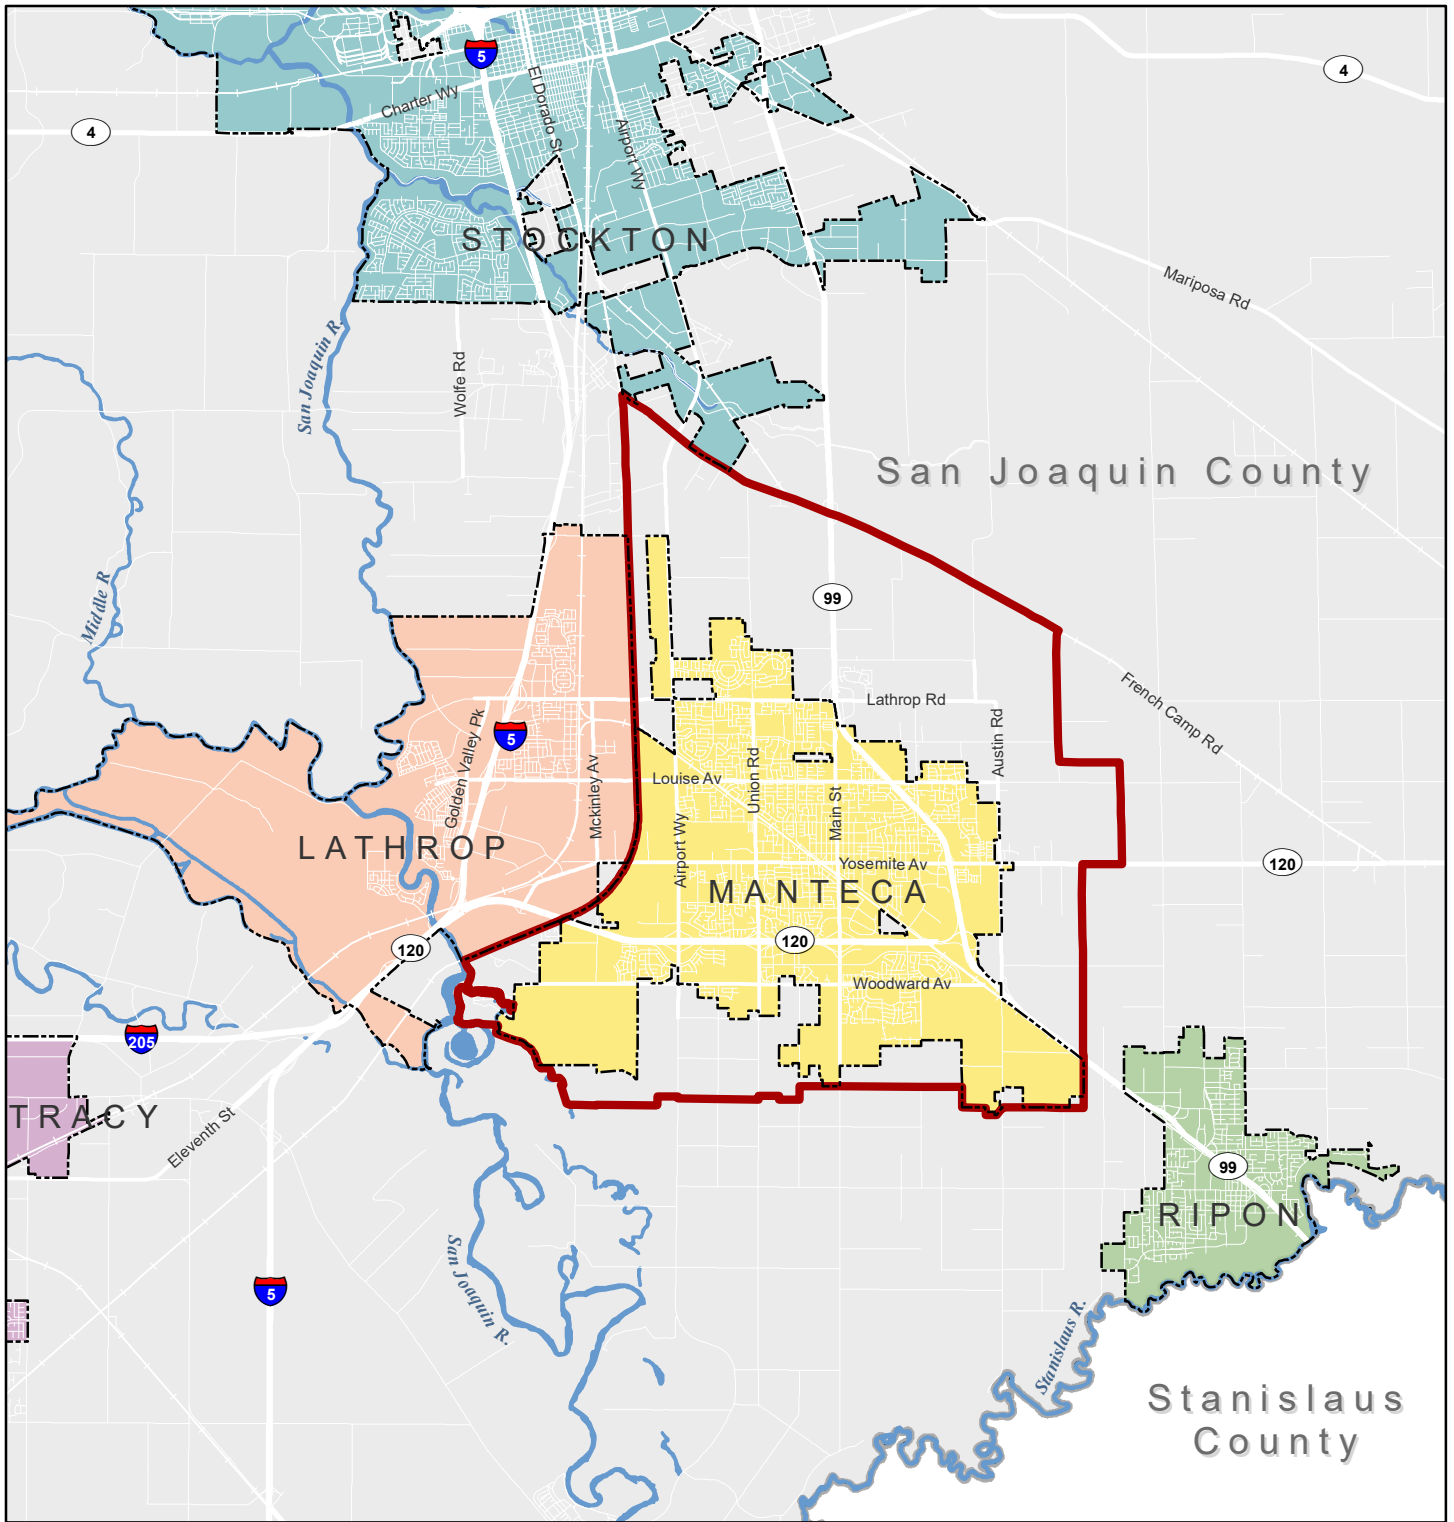 5
4
4
Charter Wy
El Dorado St
Airport Wy
STOCKTON
Mariposa Rd
San Joaquin R.
Wolfe Rd
San Joaquin County
Middle R
99
Lathrop Rd
French Camp Rd
Austin Rd
Golden Valley Pk
5
Mckinley Av
Louise Av
Union Rd
Main St
Airport Wy
LATHROP
Yosemite Av
120
MANTECA
120
120
Woodward Av
205
TRACY
Eleventh St
99
RIPON
San Joaquin R.
5
Stanislaus R.
Stanislaus
County